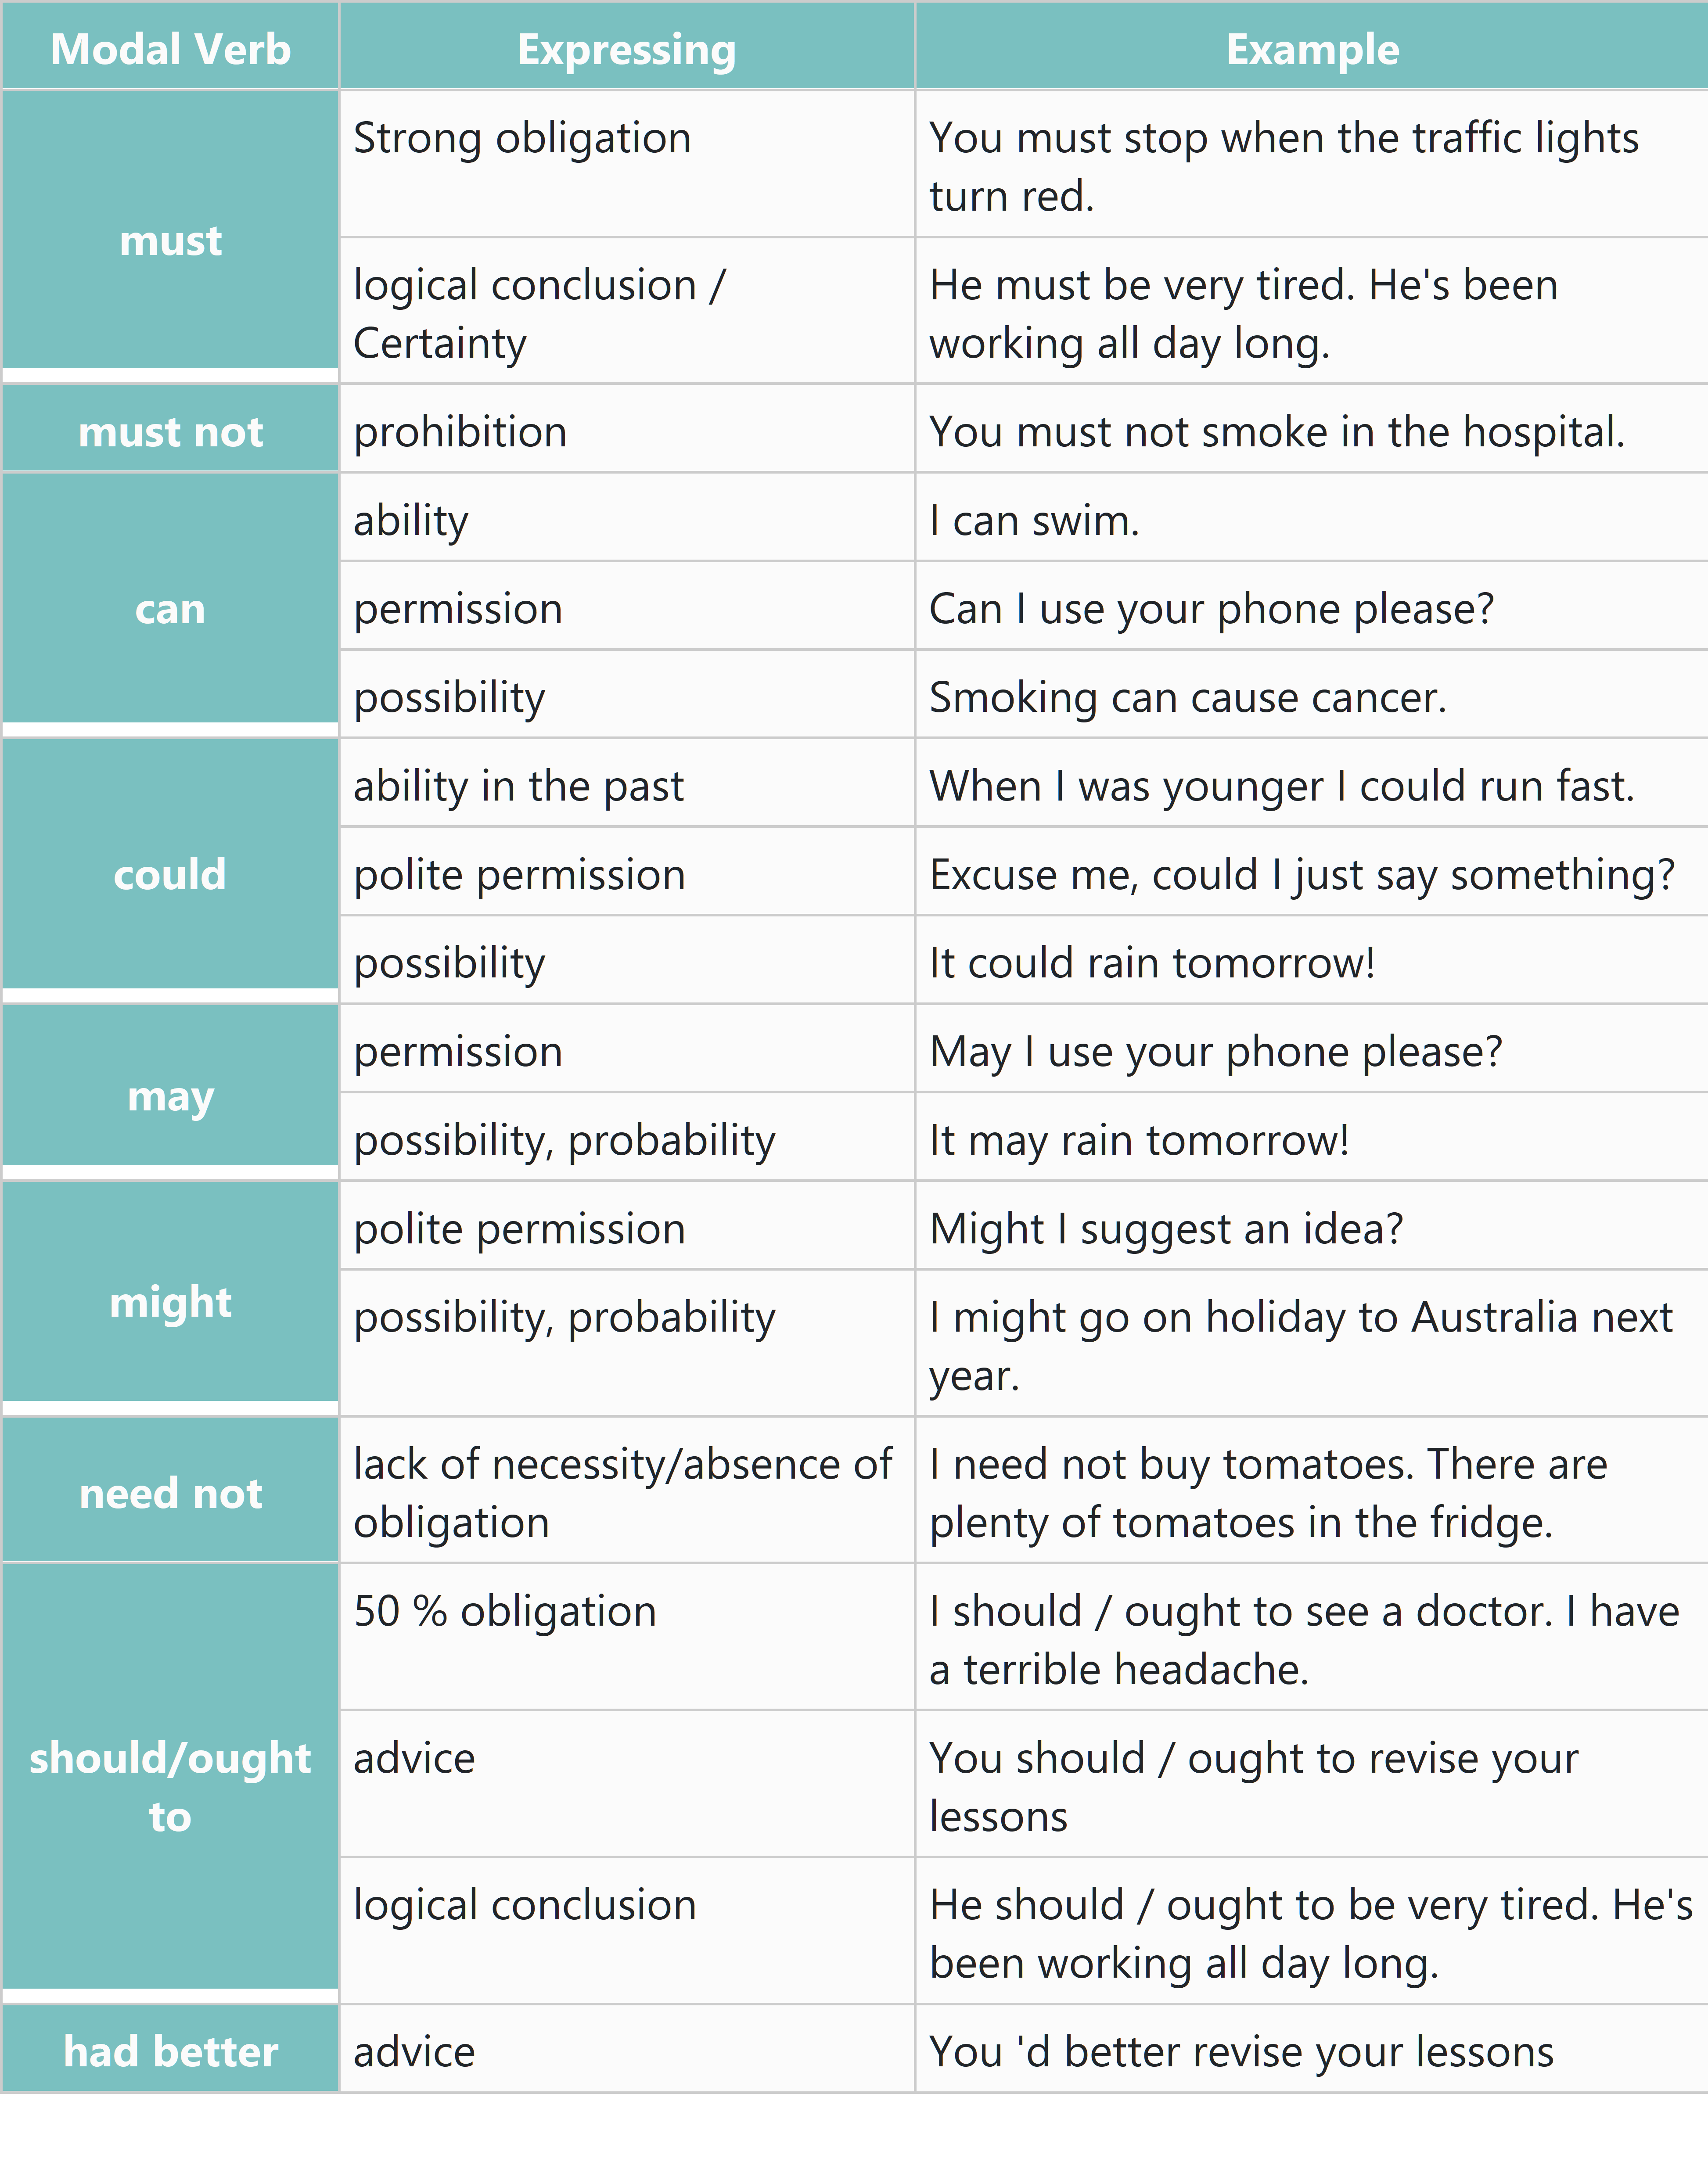 Modal Verb Expressing Example
must
Strong obligation
You must stop when the traffic lights
turn red.
logical conclusion /
Certainty
He must be very tired. He's been
working all day long.
must not
prohibition
You must not smoke in the hospital.
can
ability
I can swim.
permission
Can I use your phone please?
possibility
Smoking can cause cancer.
could
ability in the past
When I was younger I could run fast.
polite permission
Excuse me, could I just say something?
possibility
It could rain tomorrow!
may
permission
May I use your phone please?
possibility, probability
It may rain tomorrow!
might
polite permission
Might I suggest an idea?
possibility, probability
I might go on holiday to Australia next
year.
need not
lack of necessity/absence of
obligation
I need not buy tomatoes. There are
plenty of tomatoes in the fridge.
should/ought
to
50 % obligation
I should / ought to see a doctor. I have
a terrible headache.
advice
You should / ought to revise your
lessons
logical conclusion
He should / ought to be very tired. He's
been working all day long.
had better
advice
You 'd better revise your lessons